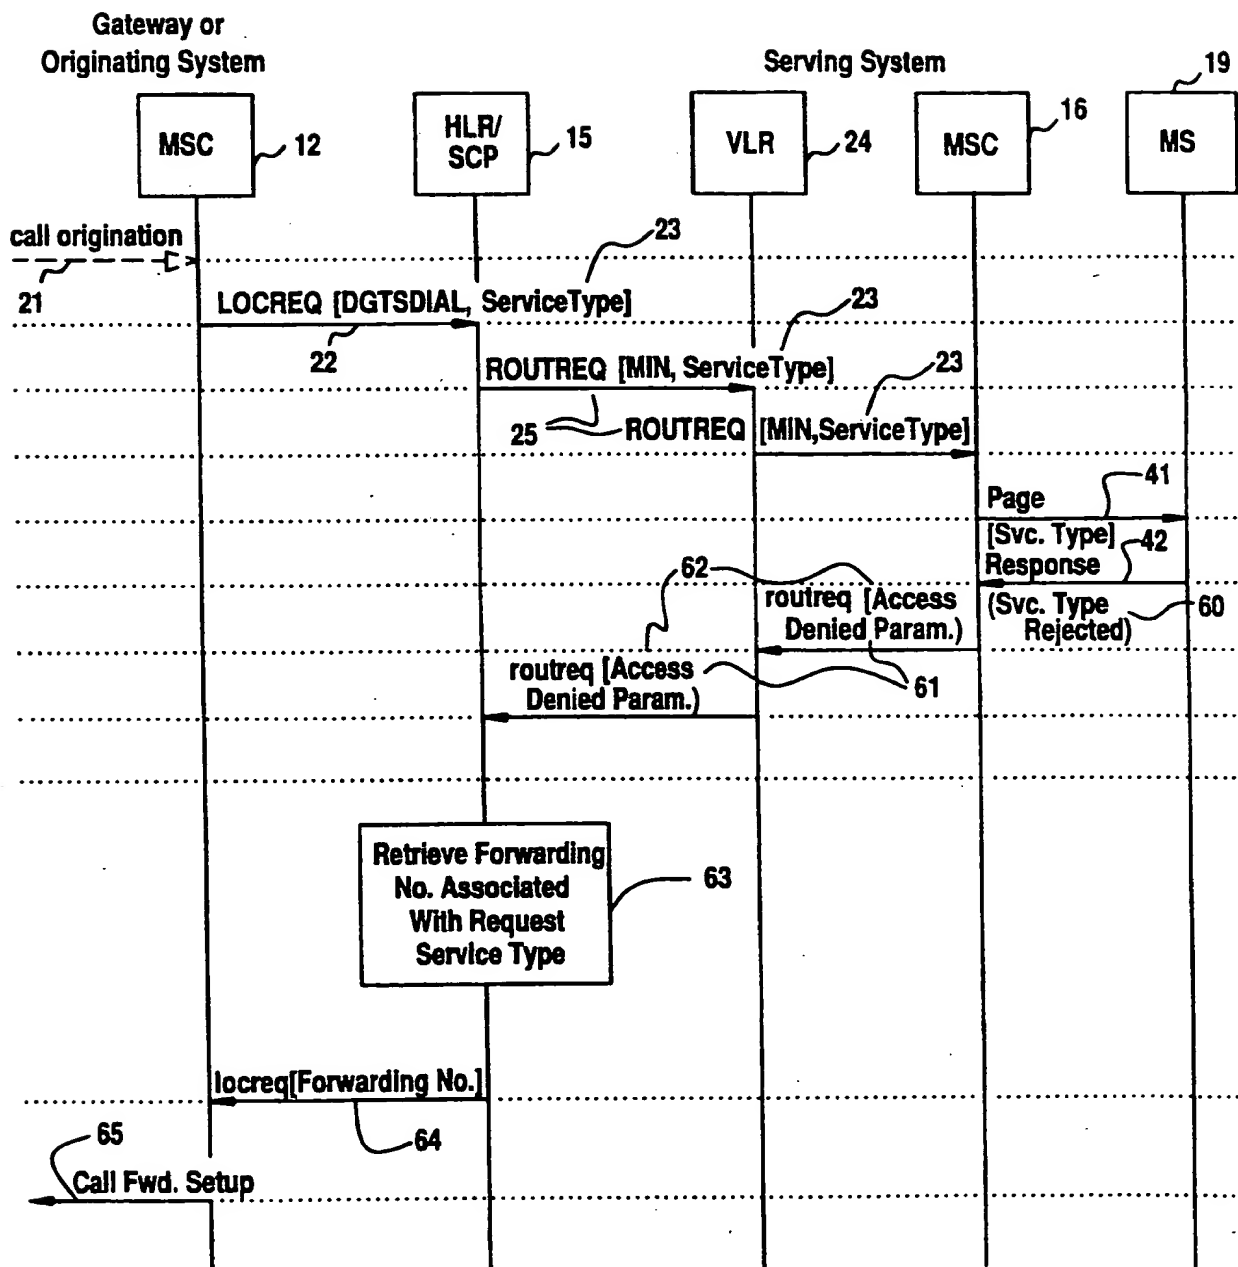 Gateway or
Originating System
Serving System
19
16
MSC
12
HLR/
SCP
15
VLR
24
MSC
MS
call origination
21
23
LOCREQ [DGTSDIAL, ServiceType]
22
23
ROUTREQ [MIN, ServiceType]
23
25
ROUTREQ [MIN,ServiceType]
41
Page
[Svc. Type]
42
Response
62
routreq [Access
Denied Param.)
(Svc. Type
Rejected)
60
routreq [Access
Denied Param.)
61
Retrieve Forwarding
No. Associated
With Request
Service Type
63
locreq[Forwarding No.]
64
65
Call Fwd. Setup